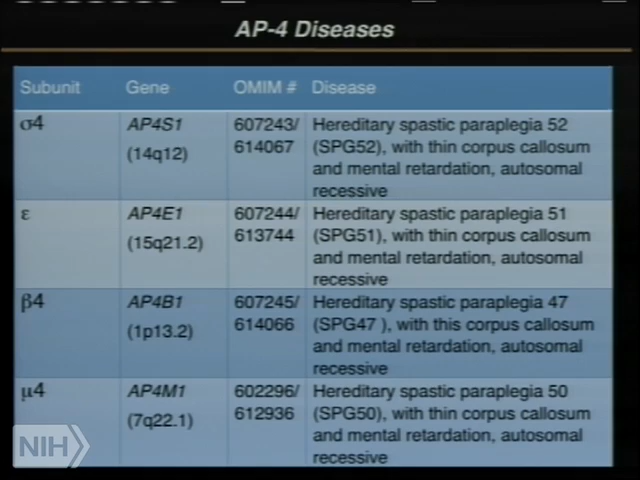 AP-4 Diseases
Subunit Gene OMIM # Disease
σ4 AP4S1 607243/ Hereditary spastic paraplegia 52
(14q12) 614067 (SPG52), with thin corpus callosum
and mental retardation, autosomal
recessive
ε AP4E1 607244/ Hereditary spastic paraplegia 51
(15q21.2) 613744 (SPG51), with thin corpus callosum
and mental retardation, autosomal
recessive
β4 AP4B1 607245/ Hereditary spastic paraplegia 47
(1p13.2) 614066 (SPG47 ), with this corpus callosum
and mental retardation, autosomal
recessive
μ4 AP4M1 602296/ Hereditary spastic paraplegia 50
(7q22.1) 612936 (SPG50), with thin corpus callosum
and mental retardation, autosomal
recessive
NIH